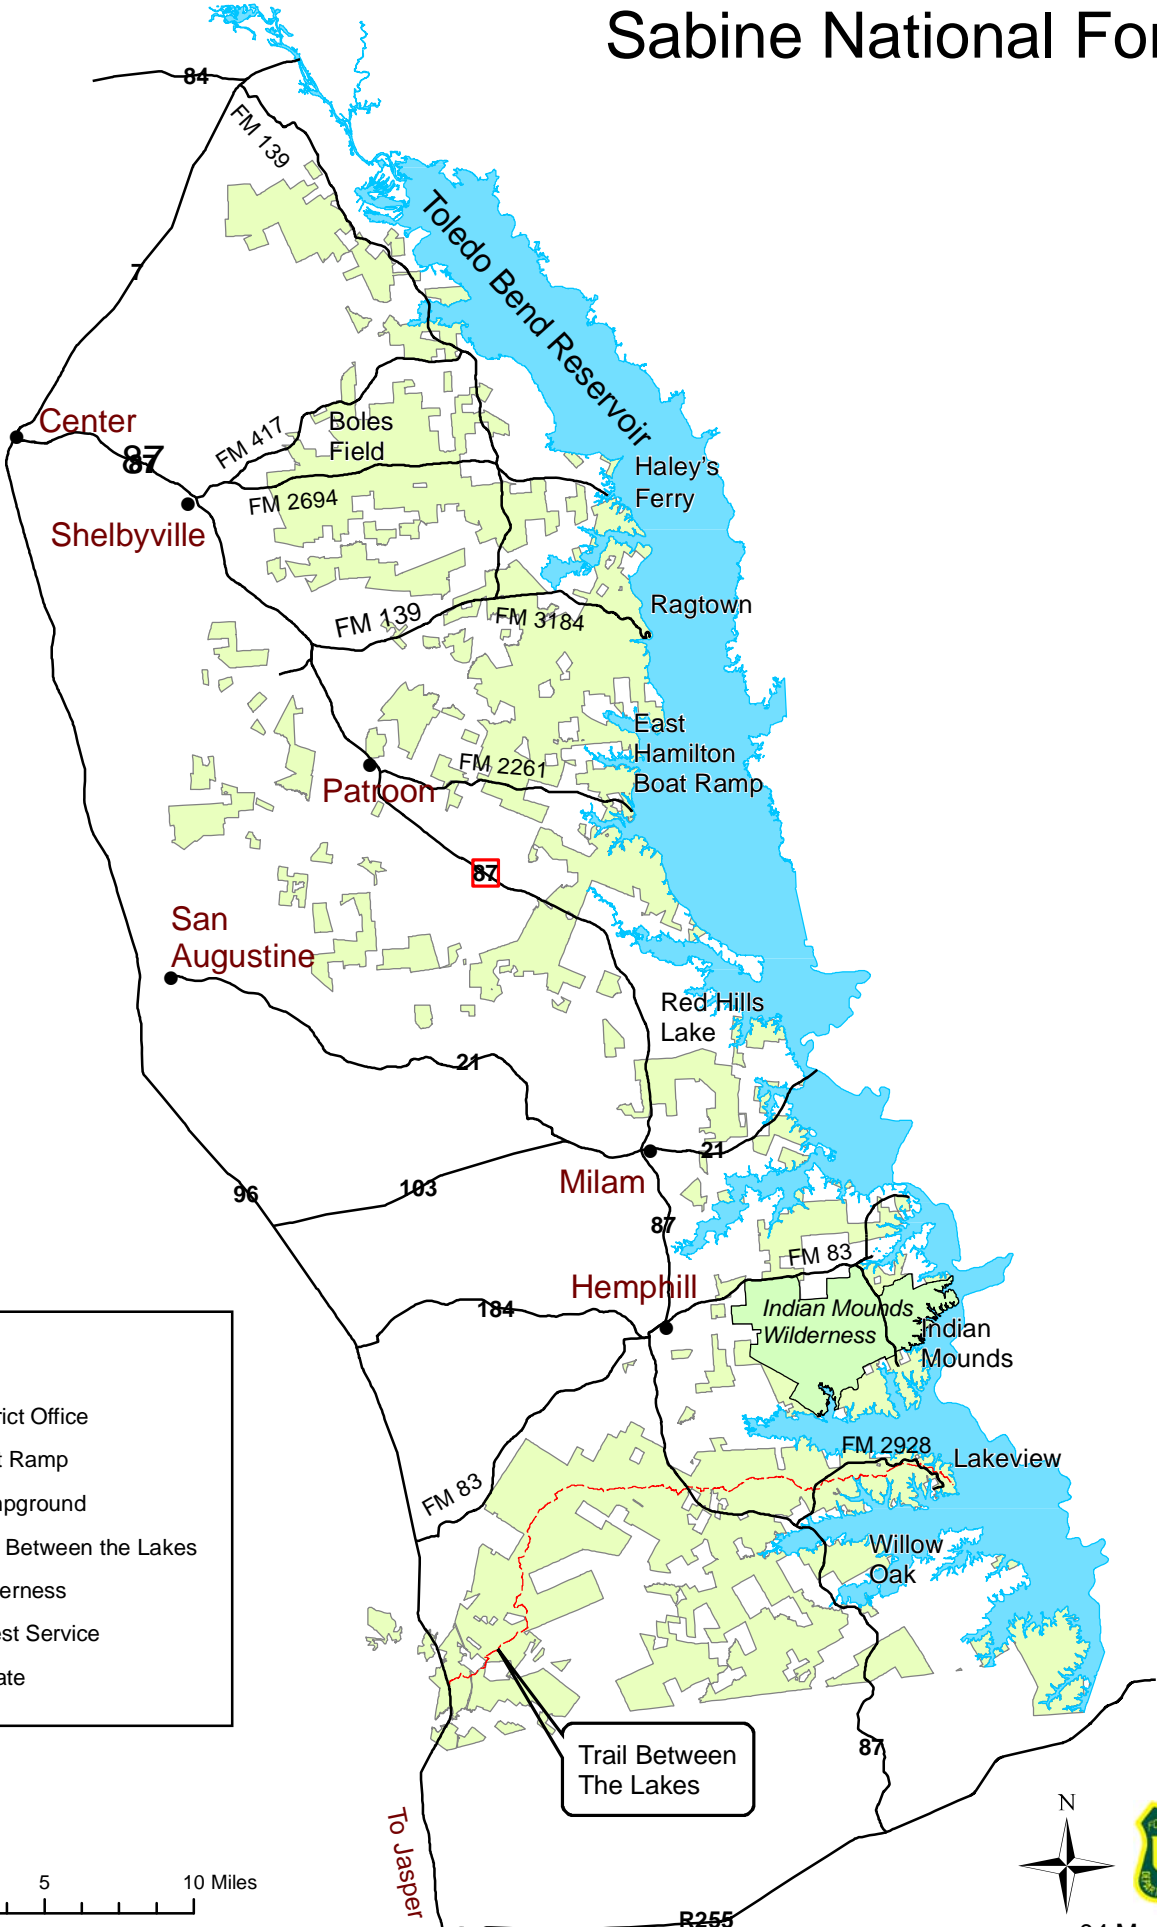 Sabine National For
84
FM 139
Toledo Bend Reservoir
7
Center
87
FM 417
Boles
Field
Haley's
Ferry
FM 2694
Shelbyville
Ragtown
FM 139
FM 3184
East
Hamilton
Boat Ramp
FM 2261
Patroon
87
San
Augustine
Red Hills
Lake
21
21
Milam
103
96
87
FM 83
Hemphill
184
Indian Mounds
Wilderness
Indian
Mounds
rict Office
t Ramp
mpground
Between the Lakes
erness
est Service
ate
FM 2928
Lakeview
FM 83
Willow
Oak
Trail Between
The Lakes
87
To Jasper
N
5
10 Miles
R255